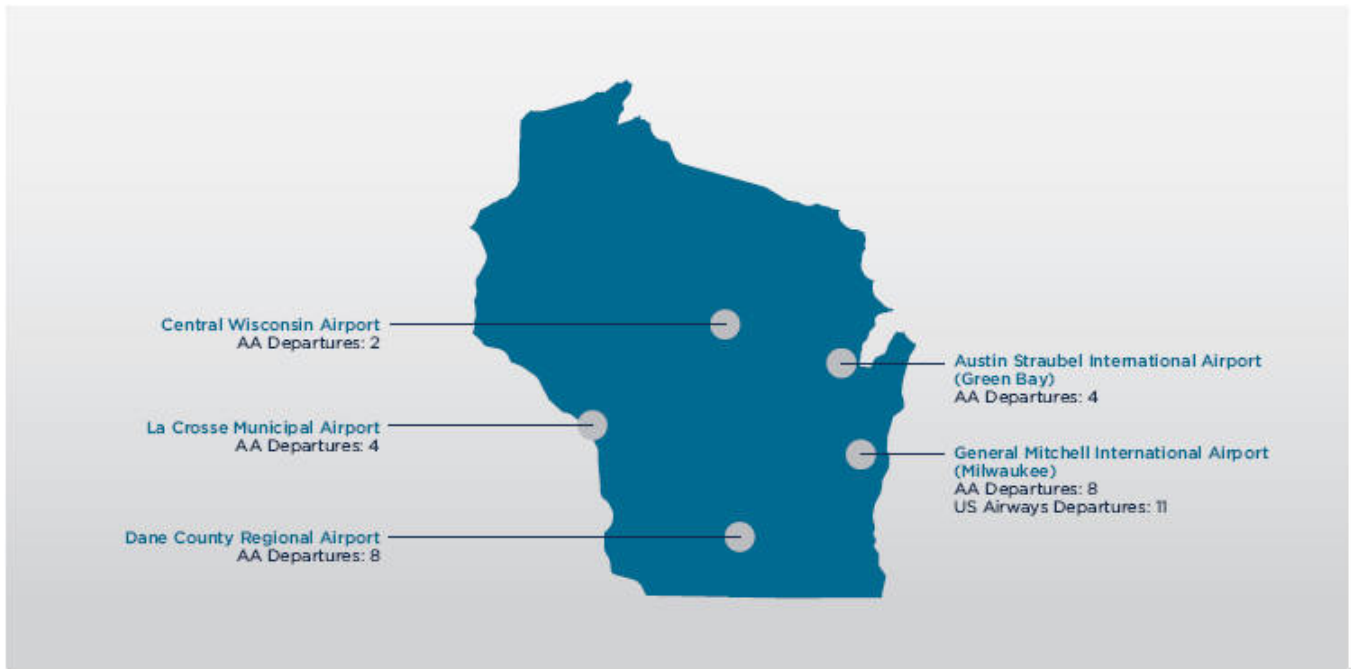 Central Wisconsin Airport
AA Departures: 2
La Crosse Municipal Airport
AA Departures: 4
Dane County Regional Airport
AA Departures: 8
Austin Straubel International Airport
(Green Bay)
AA Departures: 4
General Mitchell International Airport
(Milwaukee)
AA Departures: 8
US Airways Departures: 11